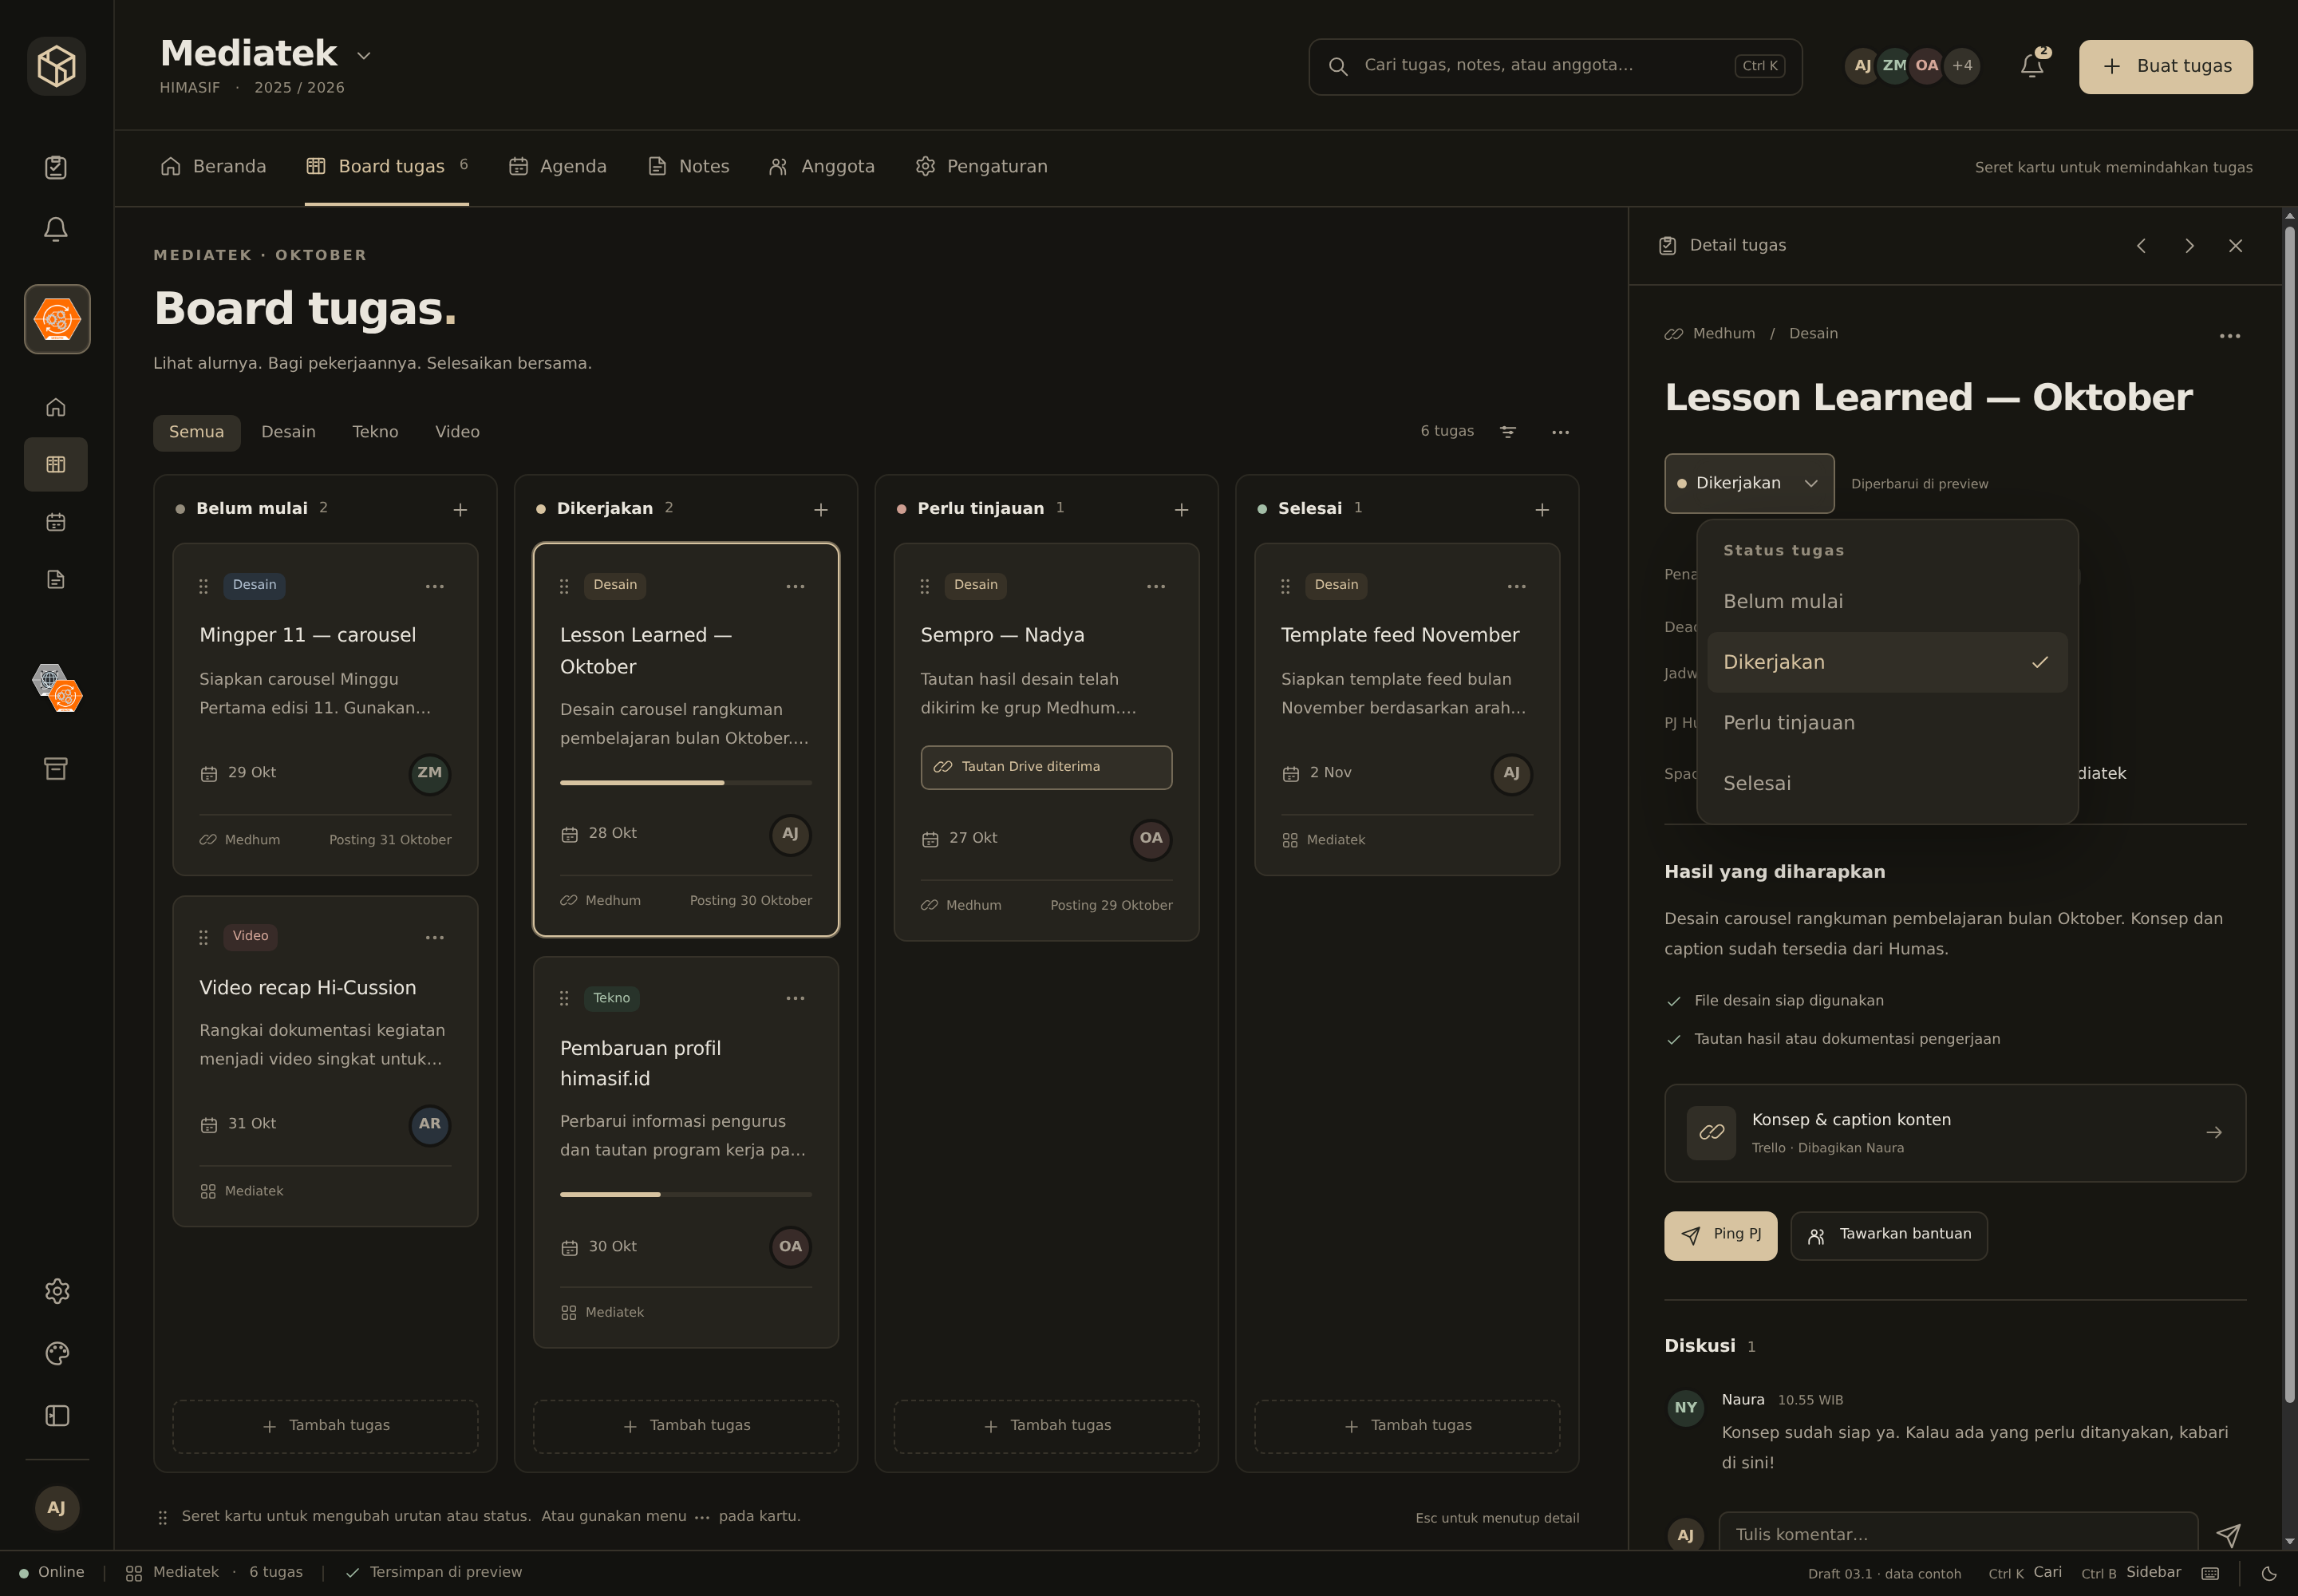 Mediatek
HIMASIF · 2025 / 2026
Cari tugas, notes, atau anggota... Ctrl K
AJ ZM OA +4
2
Buat tugas
Beranda
Board tugas 6
Agenda
Notes
Anggota
Pengaturan
Seret kartu untuk memindahkan tugas
MEDIATEK · OKTOBER
Board tugas.
Lihat alurnya. Bagi pekerjaannya. Selesaikan bersama.
Semua Desain Tekno Video
6 tugas
Belum mulai 2
Desain
Mingper 11 — carousel
Siapkan carousel Minggu
Pertama edisi 11. Gunakan...
29 Okt ZM
Medhum Posting 31 Oktober
Video
Video recap Hi-Cussion
Rangkai dokumentasi kegiatan
menjadi video singkat untuk...
31 Okt AR
Mediatek
Tambah tugas
Dikerjakan 2
Desain
Lesson Learned —
Oktober
Desain carousel rangkuman
pembelajaran bulan Oktober....
28 Okt AJ
Medhum Posting 30 Oktober
Tekno
Pembaruan profil
himasif.id
Perbarui informasi pengurus
dan tautan program kerja pa...
30 Okt OA
Mediatek
Tambah tugas
Perlu tinjauan 1
Desain
Sempro — Nadya
Tautan hasil desain telah
dikirim ke grup Medhum....
Tautan Drive diterima
27 Okt OA
Medhum Posting 29 Oktober
Tambah tugas
Selesai 1
Desain
Template feed November
Siapkan template feed bulan
November berdasarkan arah...
2 Nov AJ
Mediatek
Tambah tugas
Seret kartu untuk mengubah urutan atau status. Atau gunakan menu ··· pada kartu.
Esc untuk menutup detail
Detail tugas
Medhum / Desain
Lesson Learned — Oktober
Dikerjakan
Diperbarui di preview
Status tugas
Belum mulai
Dikerjakan
Perlu tinjauan
Selesai
Hasil yang diharapkan
Desain carousel rangkuman pembelajaran bulan Oktober. Konsep dan
caption sudah tersedia dari Humas.
File desain siap digunakan
Tautan hasil atau dokumentasi pengerjaan
Konsep & caption konten
Trello · Dibagikan Naura
Ping PJ
Tawarkan bantuan
Diskusi 1
NY
Naura 10.55 WIB
Konsep sudah siap ya. Kalau ada yang perlu ditanyakan, kabari
di sini!
AJ
Tulis komentar...
AJ
Online
Mediatek · 6 tugas
Tersimpan di preview
Draft 03.1 · data contoh
Ctrl K Cari
Ctrl B Sidebar